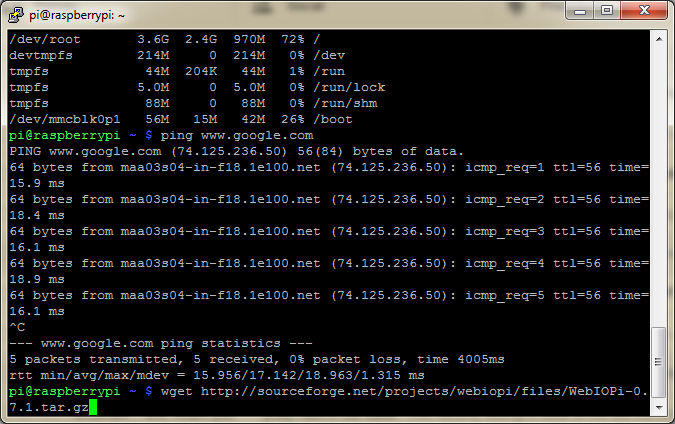 pi@raspberrypi: ~
/dev/root 3.6G 2.4G 970M 72% /
devtmpfs 214M 0 214M 0% /dev
tmpfs 44M 204K 44M 1% /run
tmpfs 5.0M 0 5.0M 0% /run/lock
tmpfs 88M 0 88M 0% /run/shm
/dev/mmcblk0p1 56M 15M 42M 26% /boot
pi@raspberrypi ~ $ ping www.google.com
PING www.google.com (74.125.236.50) 56(84) bytes of data.
64 bytes from maa03s04-in-f18.1e100.net (74.125.236.50): icmp_req=1 ttl=56 time=
15.9 ms
64 bytes from maa03s04-in-f18.1e100.net (74.125.236.50): icmp_req=2 ttl=56 time=
18.4 ms
64 bytes from maa03s04-in-f18.1e100.net (74.125.236.50): icmp_req=3 ttl=56 time=
16.1 ms
64 bytes from maa03s04-in-f18.1e100.net (74.125.236.50): icmp_req=4 ttl=56 time=
18.9 ms
64 bytes from maa03s04-in-f18.1e100.net (74.125.236.50): icmp_req=5 ttl=56 time=
16.1 ms
^C
--- www.google.com ping statistics ---
5 packets transmitted, 5 received, 0% packet loss, time 4005ms
rtt min/avg/max/mdev = 15.956/17.142/18.963/1.315 ms
pi@raspberrypi ~ $ wget http://sourceforge.net/projects/webiopi/files/WebIOPi-0.
7.1.tar.gz